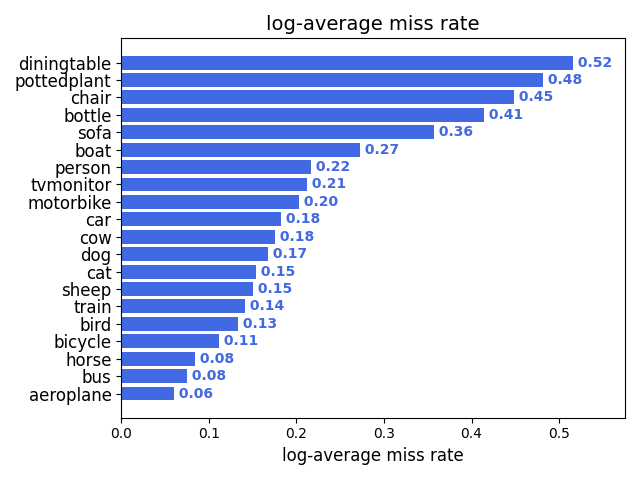 log-average miss rate
diningtable 0.52
pottedplant 0.48
chair 0.45
bottle 0.41
sofa 0.36
boat 0.27
person 0.22
tvmonitor 0.21
motorbike 0.20
car 0.18
cow 0.18
dog 0.17
cat 0.15
sheep 0.15
train 0.14
bird 0.13
bicycle 0.11
horse 0.08
bus 0.08
aeroplane 0.06
0.0 0.1 0.2 0.3 0.4 0.5
log-average miss rate